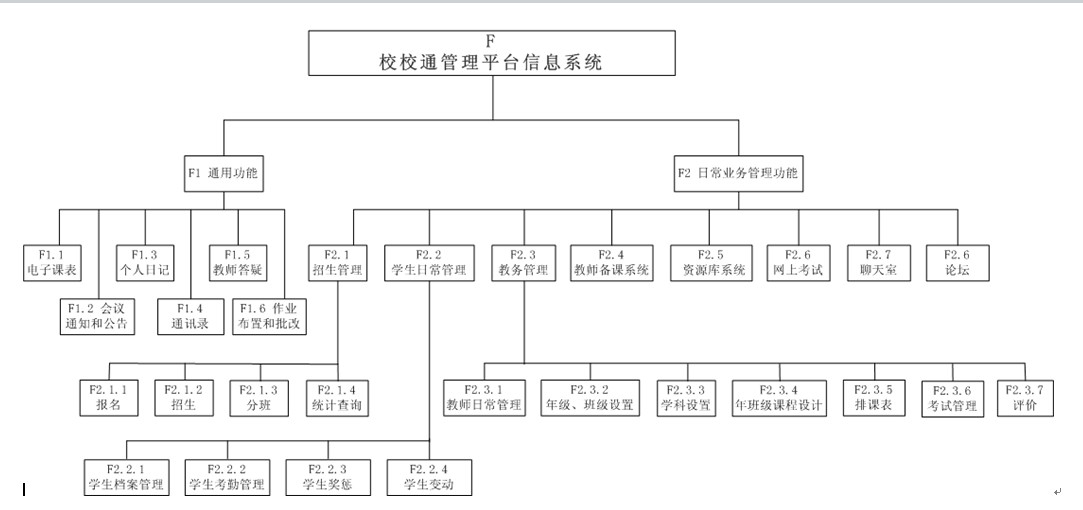 F
校校通管理平台信息系统
F1 通用功能
F2 日常业务管理功能
F1.1
电子课表
F1.3
个人日记
F1.5
教师答疑
F2.1
招生管理
F2.2
学生日常管理
F2.3
教务管理
F2.4
教师备课系统
F2.5
资源库系统
F2.6
网上考试
F2.7
聊天室
F2.6
论坛
F1.2 会议
通知和公告
F1.4
通讯录
F1.6 作业
布置和批改
F2.1.1
报名
F2.1.2
招生
F2.1.3
分班
F2.1.4
统计查询
F2.3.1
教师日常管理
F2.3.2
年级、班级设置
F2.3.3
学科设置
F2.3.4
年班级课程设计
F2.3.5
排课表
F2.3.6
考试管理
F2.3.7
评价
F2.2.1
学生档案管理
F2.2.2
学生考勤管理
F2.2.3
学生奖惩
F2.2.4
学生变动